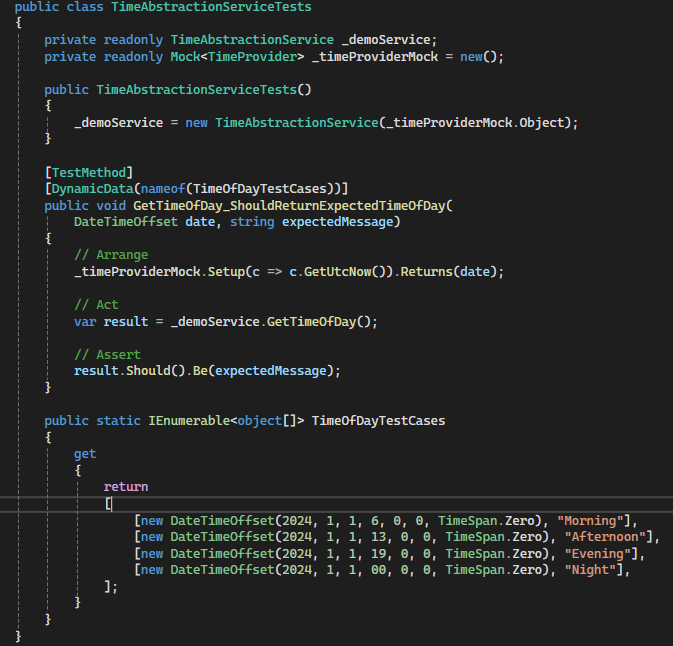 public class TimeAbstractionServiceTests
{
    private readonly TimeAbstractionService _demoService;
    private readonly Mock<TimeProvider> _timeProviderMock = new();

    public TimeAbstractionServiceTests()
    {
        _demoService = new TimeAbstractionService(_timeProviderMock.Object);
    }

    [TestMethod]
    [DynamicData(nameof(TimeOfDayTestCases))]
    public void GetTimeOfDay_ShouldReturnExpectedTimeOfDay(
        DateTimeOffset date, string expectedMessage)
    {
        // Arrange
        _timeProviderMock.Setup(c => c.GetUtcNow()).Returns(date);

        // Act
        var result = _demoService.GetTimeOfDay();

        // Assert
        result.Should().Be(expectedMessage);
    }

    public static IEnumerable<object[]> TimeOfDayTestCases
    {
        get
        {
            return
            [
                [new DateTimeOffset(2024, 1, 1, 6, 0, 0, TimeSpan.Zero), "Morning"],
                [new DateTimeOffset(2024, 1, 1, 13, 0, 0, TimeSpan.Zero), "Afternoon"],
                [new DateTimeOffset(2024, 1, 1, 19, 0, 0, TimeSpan.Zero), "Evening"],
                [new DateTimeOffset(2024, 1, 1, 00, 0, 0, TimeSpan.Zero), "Night"],
            ];
        }
    }
}